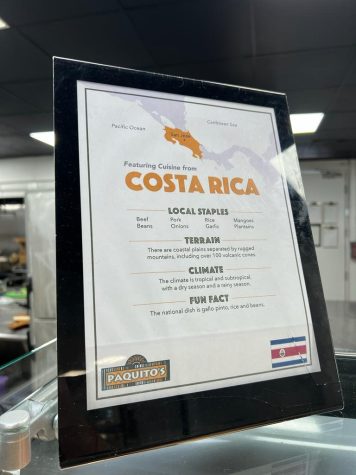 Pacific Ocean
Caribbean Sea
San José
Featuring Cuisine from
COSTA RICA
LOCAL STAPLES
Beef Pork Rice Mangoes
Beans Onions Garlic Plantains
TERRAIN
There are coastal plains separated by rugged
mountains, including over 100 volcanic cones.
CLIMATE
The climate is tropical and subtropical,
with a dry season and a rainy season.
FUN FACT
The national dish is gallo pinto, rice and beans.
PAQUITO'S